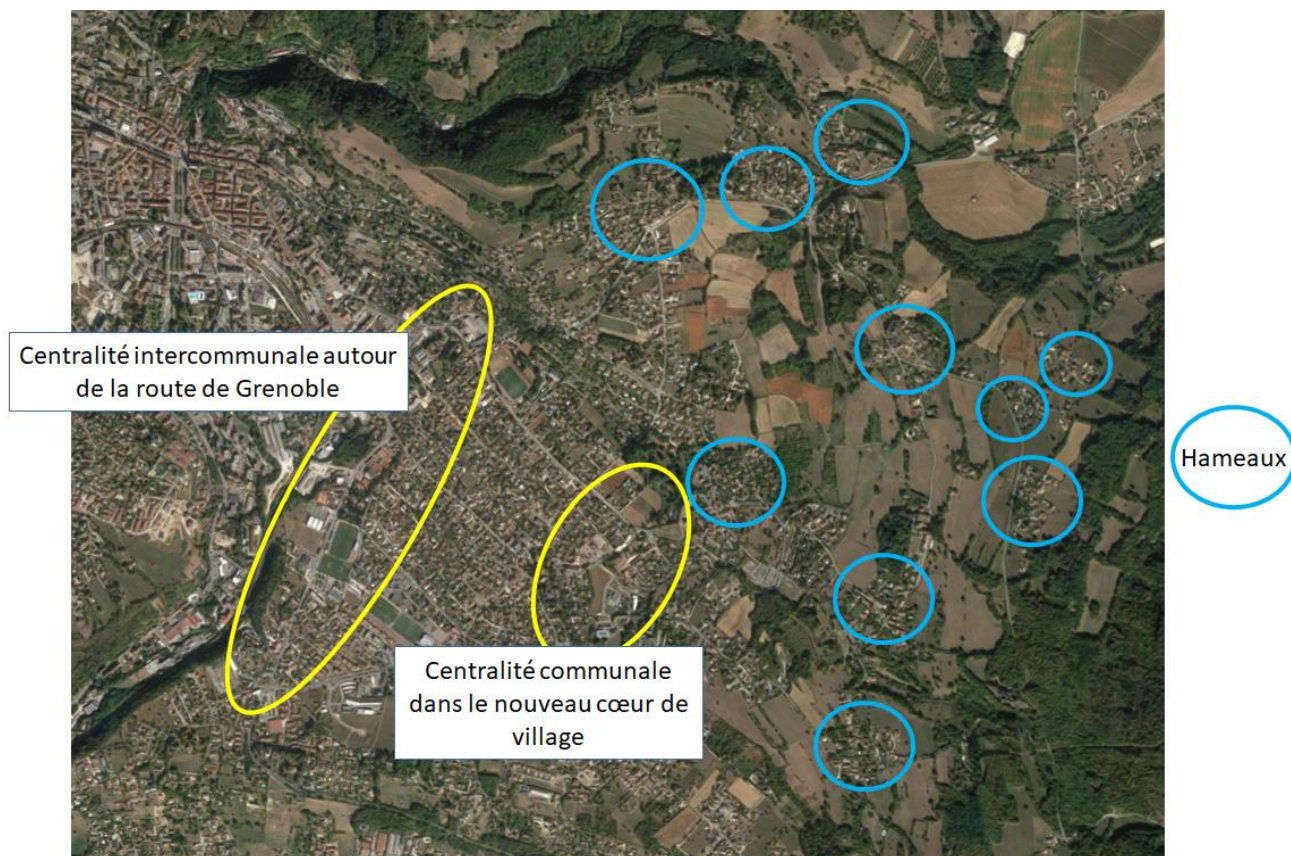 Centralité intercommunale autour
de la route de Grenoble
Centralité communale
dans le nouveau cœur de
village
Hameaux